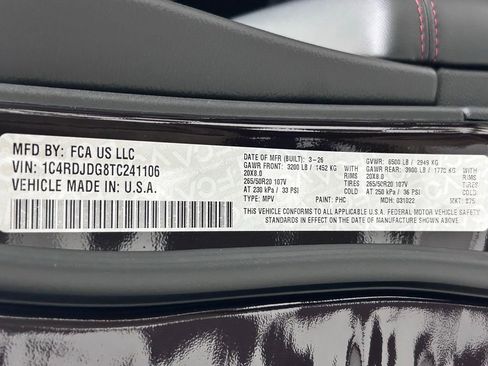 MFD BY: FCA US LLC
VIN: 1C4RDJDG8TC241106
VEHICLE MADE IN: U.S.A.
DATE OF MFR (BUILT): 3-26 GVWR: 6500 LB / 2949 KG
GAWR FRONT: 3200 LB / 1452 KG WITH GAWR REAR: 3900 LB / 1770 KG WITH
20X8.0 RIMS 20X8.0 RIMS
265/50R20 107V TIRES 265/50R20 107V TIRES
AT 230 kPa / 33 PSI COLD AT 250 kPa / 36 PSI COLD
TYPE: MPV PAINT: PHC MDH: 031022 MKT:
THIS VEHICLE CONFORMS TO ALL APPLICABLE U.S.A. FEDERAL MOTOR VEHICLE SAFETY
STANDARDS IN EFFECT ON THE DATE OF MANUFACTURE SHOWN ABOVE.